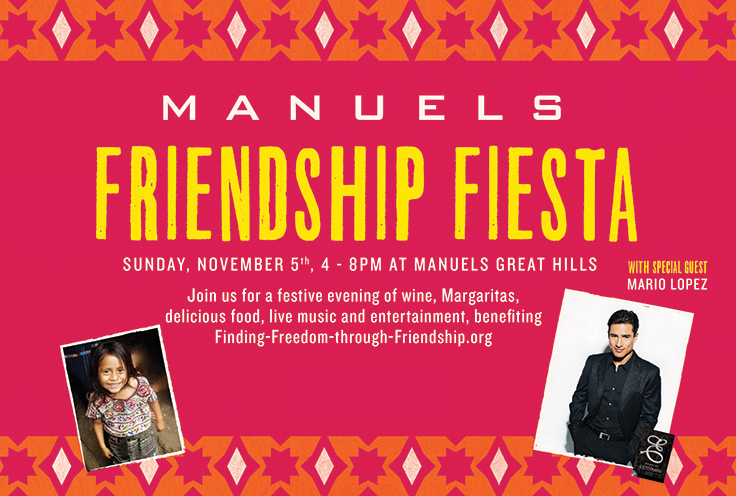 MANUELS
FRIENDSHIP FIESTA
SUNDAY, NOVEMBER 5th, 4 - 8PM AT MANUELS GREAT HILLS
WITH SPECIAL GUEST
MARIO LOPEZ
Join us for a festive evening of wine, Margaritas,
delicious food, live music and entertainment, benefiting
Finding-Freedom-through-Friendship.org